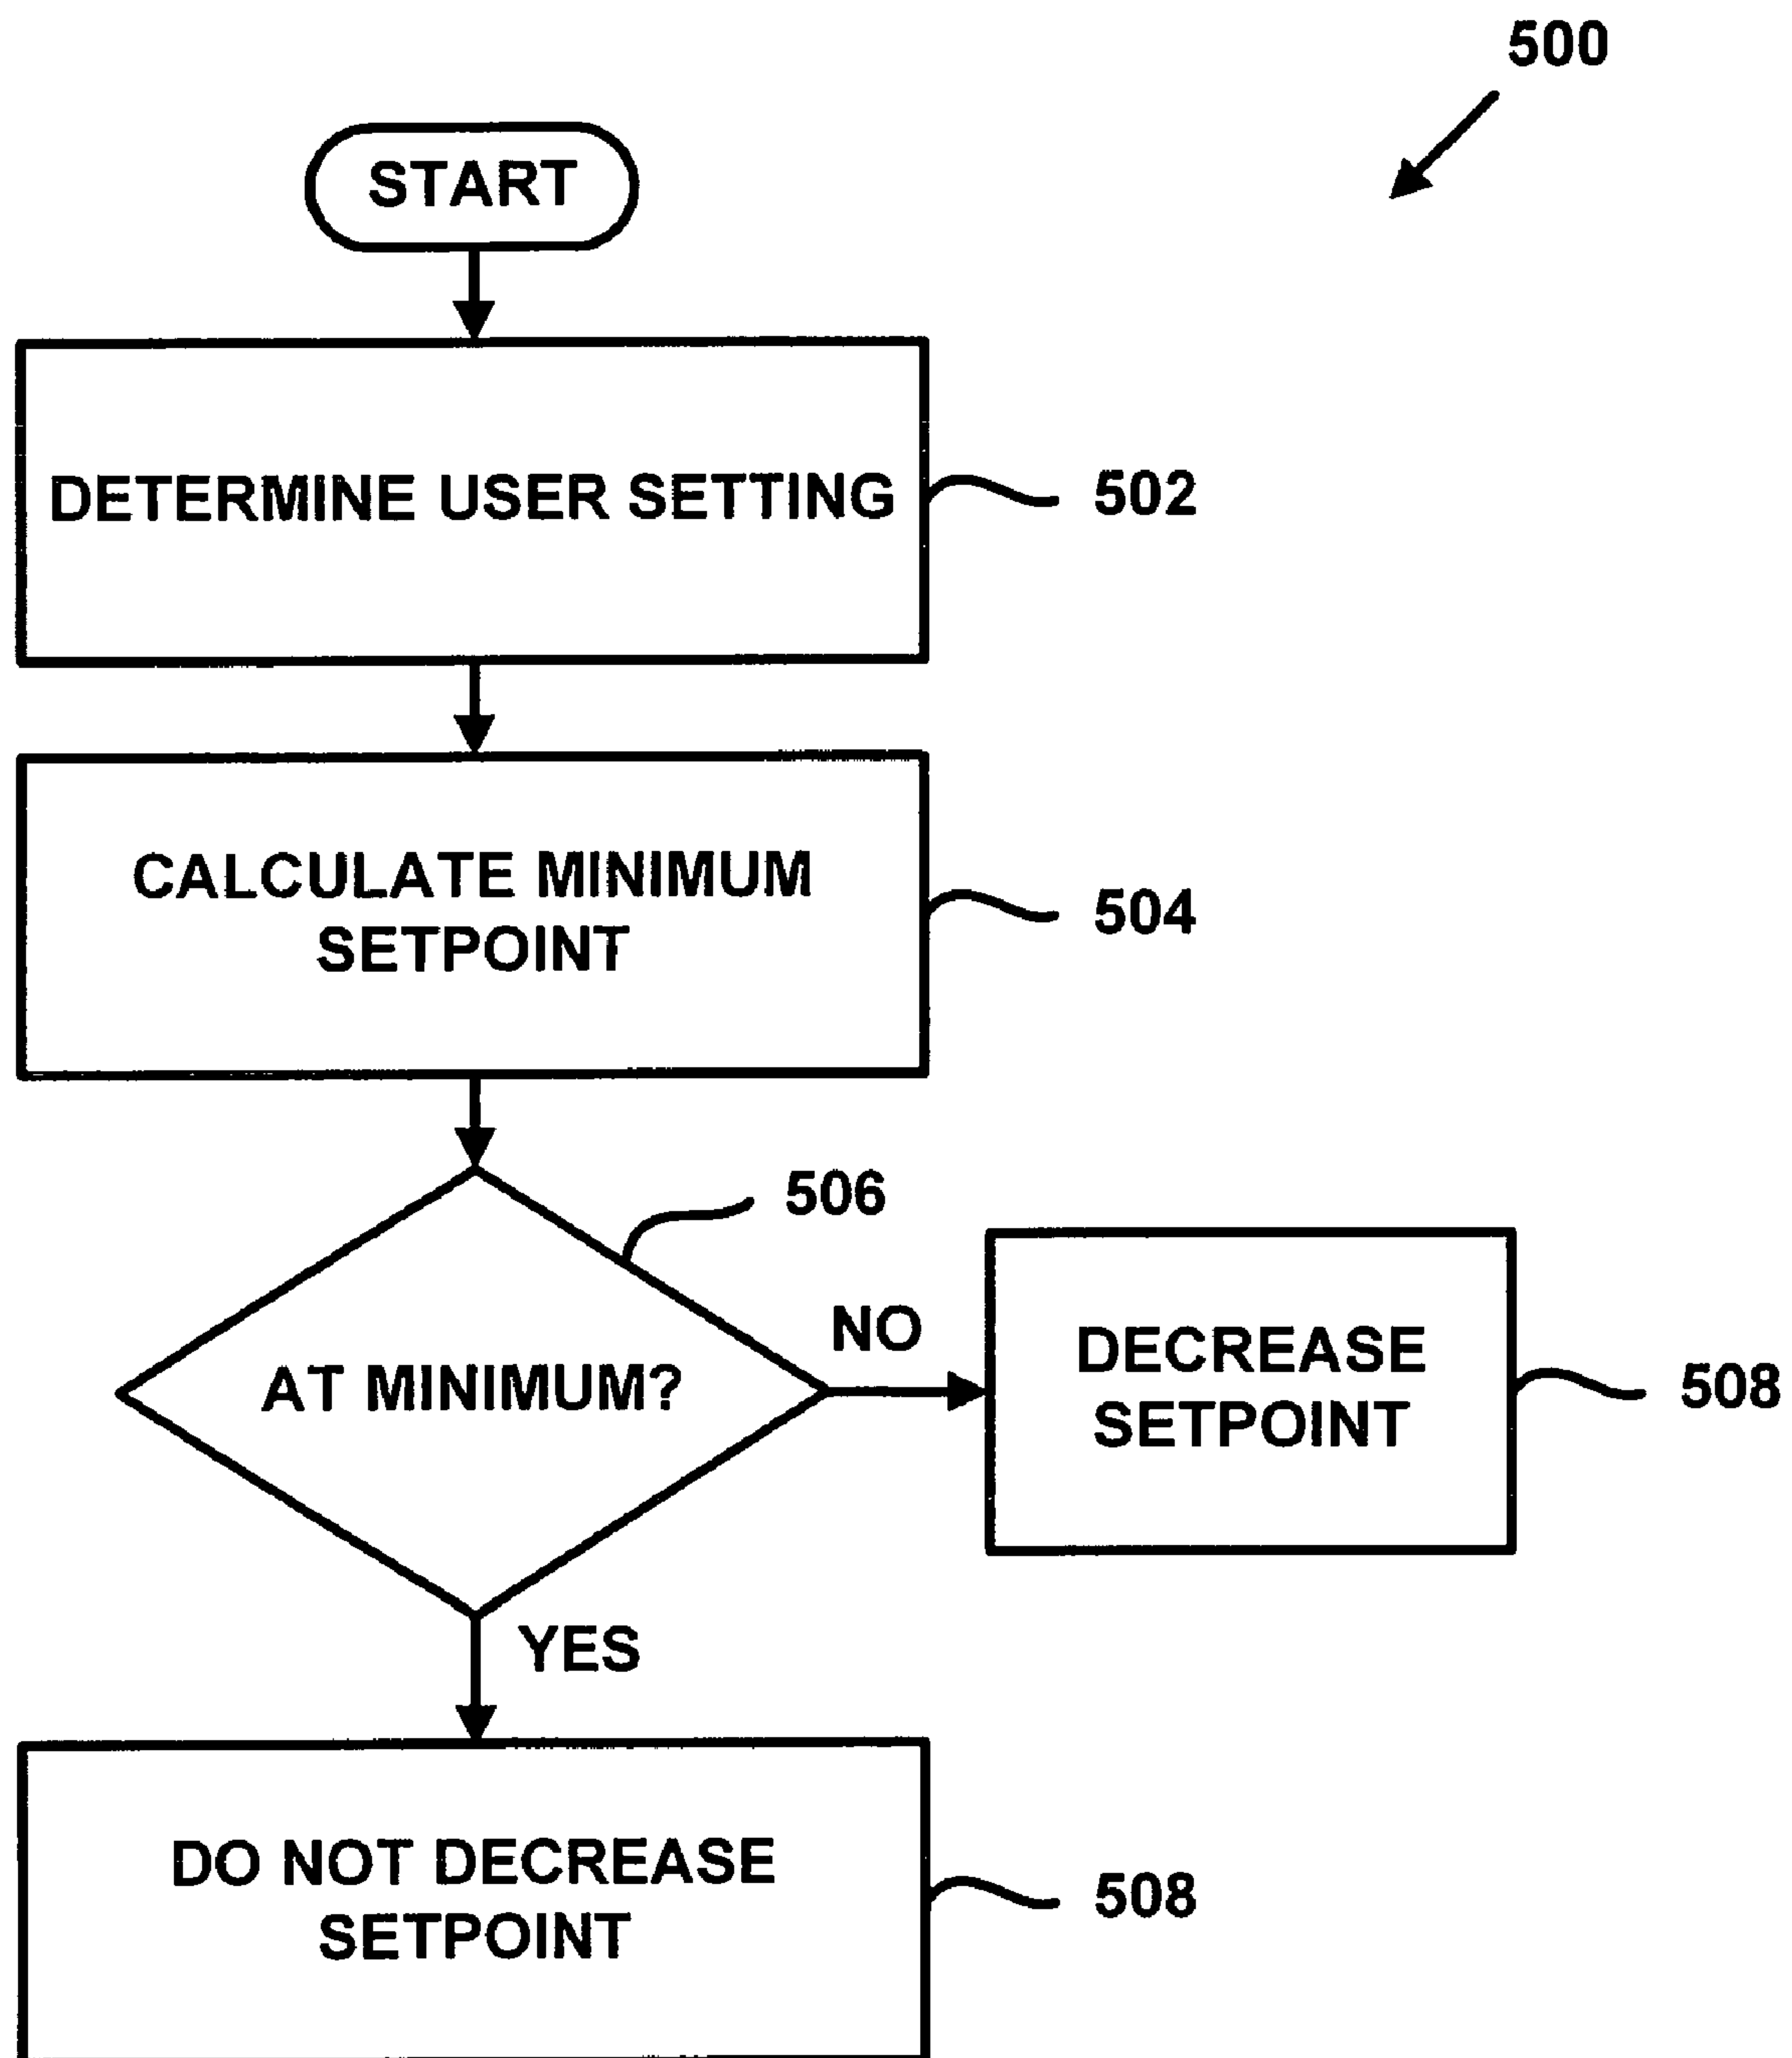 500
START
DETERMINE USER SETTING
502
CALCULATE MINIMUM
SETPOINT
504
506
AT MINIMUM?
NO
DECREASE
SETPOINT
508
YES
DO NOT DECREASE
SETPOINT
508